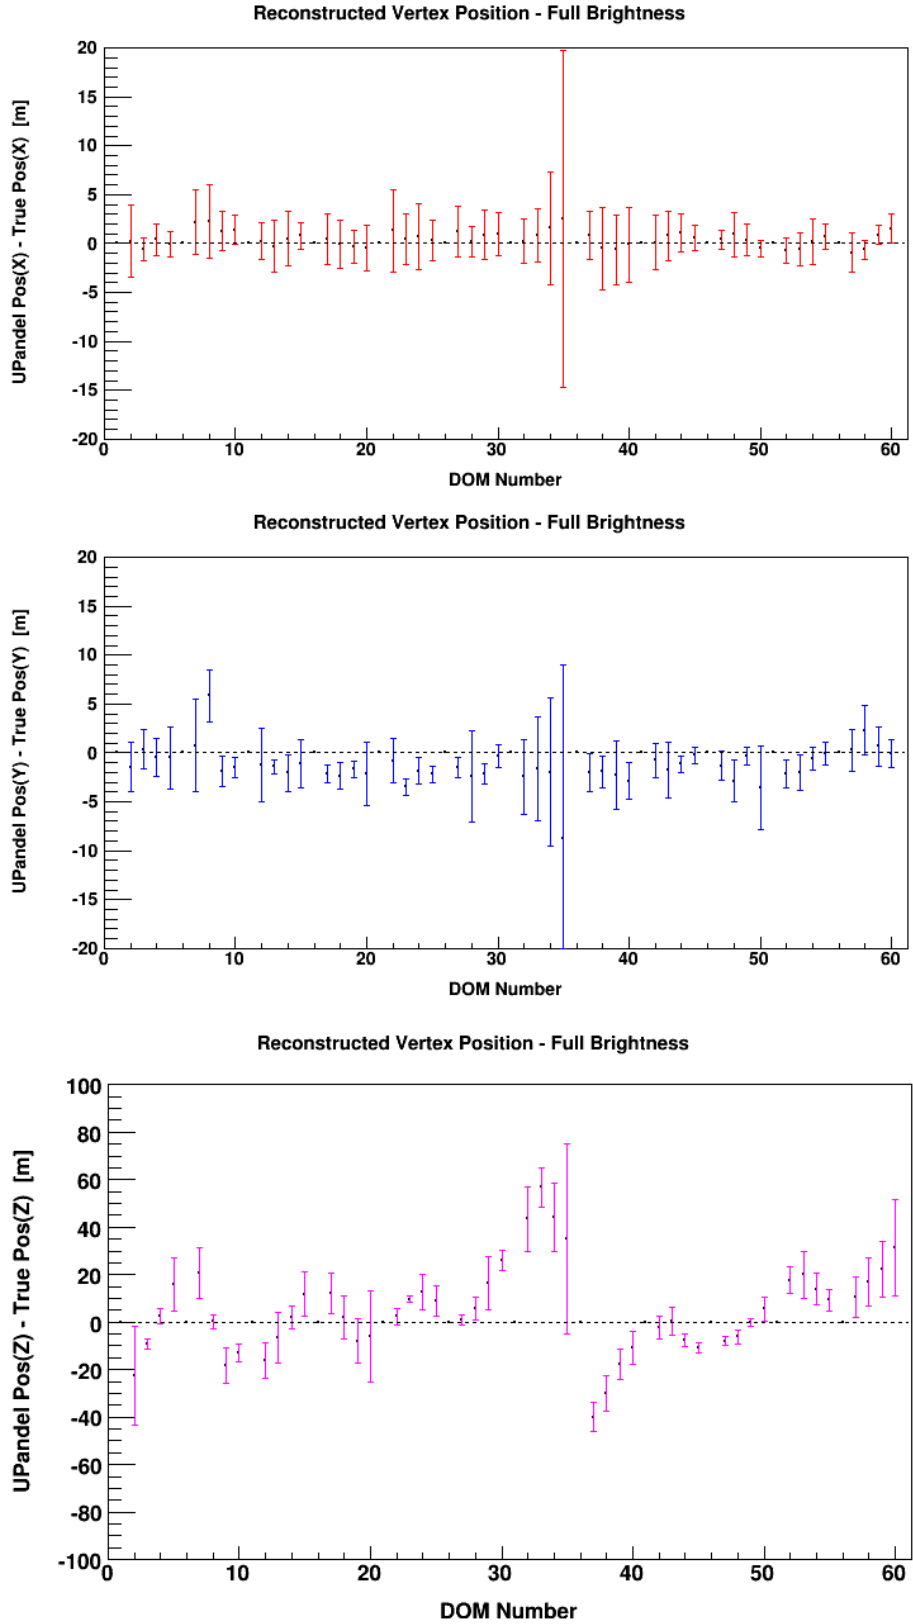 Reconstructed Vertex Position - Full Brightness
UPandel Pos(X) - True Pos(X) [m]
20
15
10
5
0
-5
-10
-15
-20
0 10 20 30 40 50 60
DOM Number
Reconstructed Vertex Position - Full Brightness
UPandel Pos(Y) - True Pos(Y) [m]
20
15
10
5
0
-5
-10
-15
-20
0 10 20 30 40 50 60
DOM Number
Reconstructed Vertex Position - Full Brightness
UPandel Pos(Z) - True Pos(Z) [m]
100
80
60
40
20
0
-20
-40
-60
-80
-100
0 10 20 30 40 50 60
DOM Number